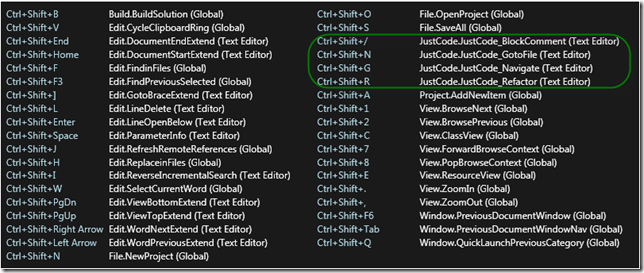 Ctrl+Shift+B Build.BuildSolution (Global)
Ctrl+Shift+V Edit.CycleClipboardRing (Global)
Ctrl+Shift+End Edit.DocumentEndExtend (Text Editor)
Ctrl+Shift+Home Edit.DocumentStartExtend (Text Editor)
Ctrl+Shift+F Edit.FindinFiles (Global)
Ctrl+Shift+F3 Edit.FindPreviousSelected (Global)
Ctrl+Shift+] Edit.GotoBraceExtend (Text Editor)
Ctrl+Shift+L Edit.LineDelete (Text Editor)
Ctrl+Shift+Enter Edit.LineOpenBelow (Text Editor)
Ctrl+Shift+Space Edit.ParameterInfo (Text Editor)
Ctrl+Shift+J Edit.RefreshRemoteReferences (Global)
Ctrl+Shift+H Edit.ReplaceinFiles (Global)
Ctrl+Shift+I Edit.ReverseIncrementalSearch (Text Editor)
Ctrl+Shift+W Edit.SelectCurrentWord (Global)
Ctrl+Shift+PgDn Edit.ViewBottomExtend (Text Editor)
Ctrl+Shift+PgUp Edit.ViewTopExtend (Text Editor)
Ctrl+Shift+Right Arrow Edit.WordNextExtend (Text Editor)
Ctrl+Shift+Left Arrow Edit.WordPreviousExtend (Text Editor)
Ctrl+Shift+N File.NewProject (Global)
Ctrl+Shift+O File.OpenProject (Global)
Ctrl+Shift+S File.SaveAll (Global)
Ctrl+Shift+/ JustCode.JustCode_BlockComment (Text Editor)
Ctrl+Shift+N JustCode.JustCode_GotoFile (Text Editor)
Ctrl+Shift+G JustCode.JustCode_Navigate (Text Editor)
Ctrl+Shift+R JustCode.JustCode_Refactor (Text Editor)
Ctrl+Shift+A Project.AddNewItem (Global)
Ctrl+Shift+1 View.BrowseNext (Global)
Ctrl+Shift+2 View.BrowsePrevious (Global)
Ctrl+Shift+C View.ClassView (Global)
Ctrl+Shift+7 View.ForwardBrowseContext (Global)
Ctrl+Shift+8 View.PopBrowseContext (Global)
Ctrl+Shift+E View.ResourceView (Global)
Ctrl+Shift+. View.ZoomIn (Global)
Ctrl+Shift+, View.ZoomOut (Global)
Ctrl+Shift+F6 Window.PreviousDocumentWindow (Global)
Ctrl+Shift+Tab Window.PreviousDocumentWindowNav (Global)
Ctrl+Shift+Q Window.QuickLaunchPreviousCategory (Global)